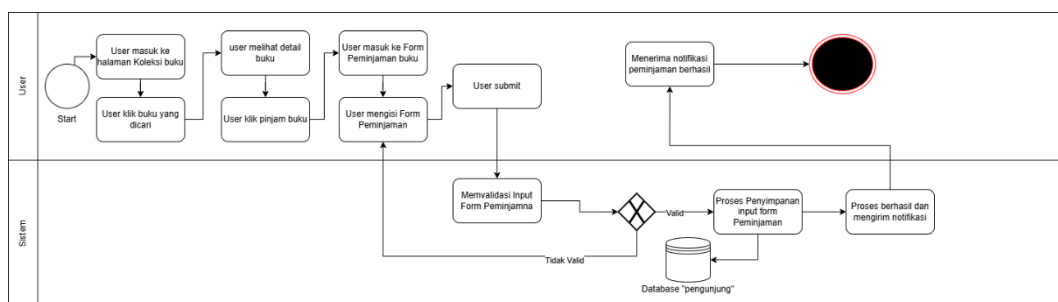 User
Start
User masuk ke
halaman Koleksi buku
User klik buku yang
dicari
user melihat detail
buku
User klik pinjam buku
User masuk ke Form
Peminjaman buku
User mengisi Form
Peminjaman
User submit
Menerima notifikasi
peminjaman berhasil
Sistem
Memvalidasi Input
Form Peminjamna
Valid
Tidak Valid
Proses Penyimpanan
input form
Peminjaman
Database "pengunjung"
Proses berhasil dan
mengirim notifikasi